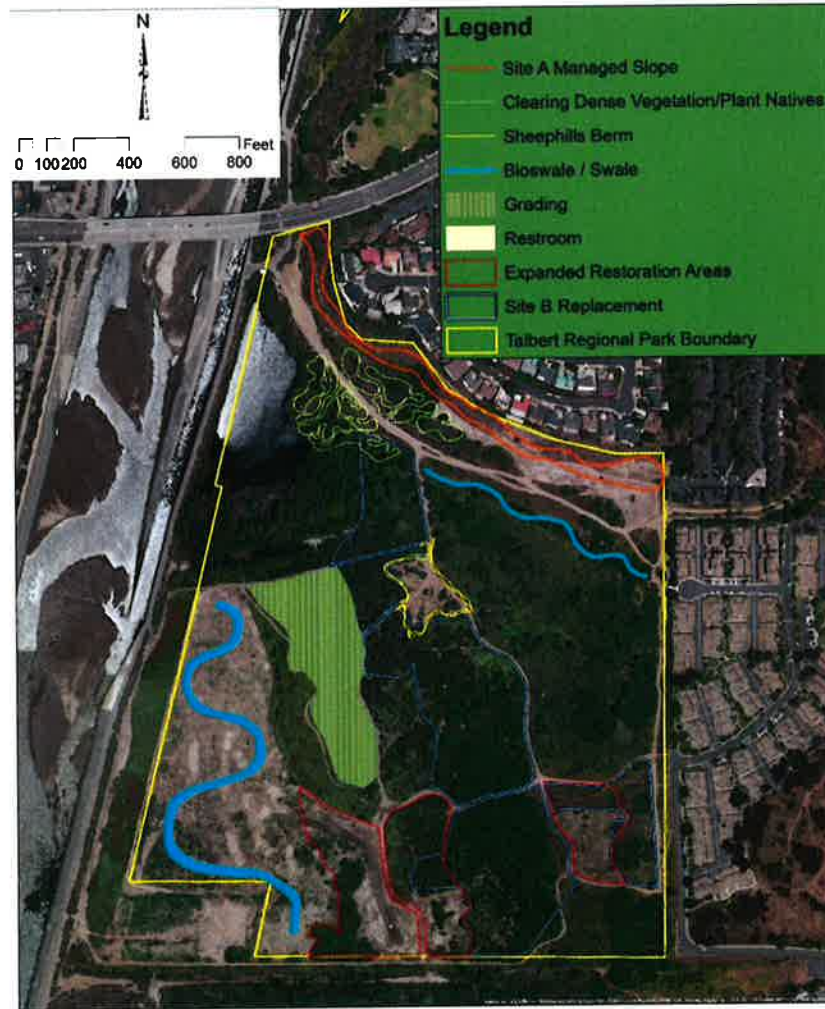 N
Feet
0 100 200 400 600 800
Legend
Site A Managed Slope
Clearing Dense Vegetation/Plant Natives
Sheephills Berm
Bioswale / Swale
Grading
Restroom
Expanded Restoration Areas
Site B Replacement
Talbert Regional Park Boundary